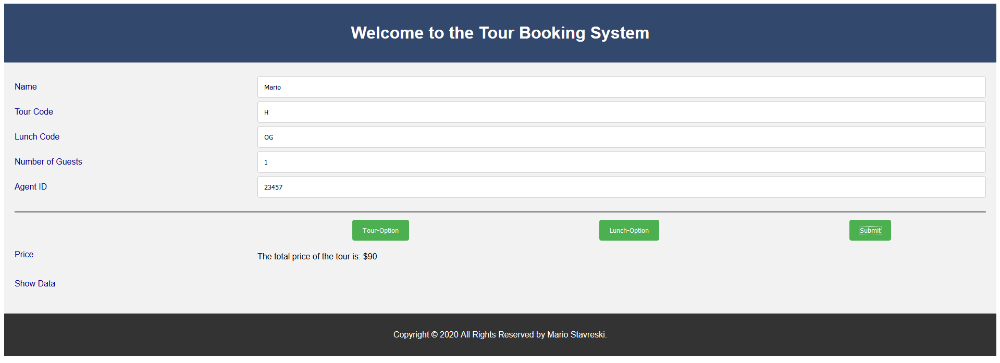 Welcome to the Tour Booking System
Name
Mario
Tour Code
H
Lunch Code
OG
Number of Guests
1
Agent ID
23457
Tour-Option
Lunch-Option
Submit
Price
The total price of the tour is: $90
Show Data
Copyright © 2020 All Rights Reserved by Mario Stavreski.